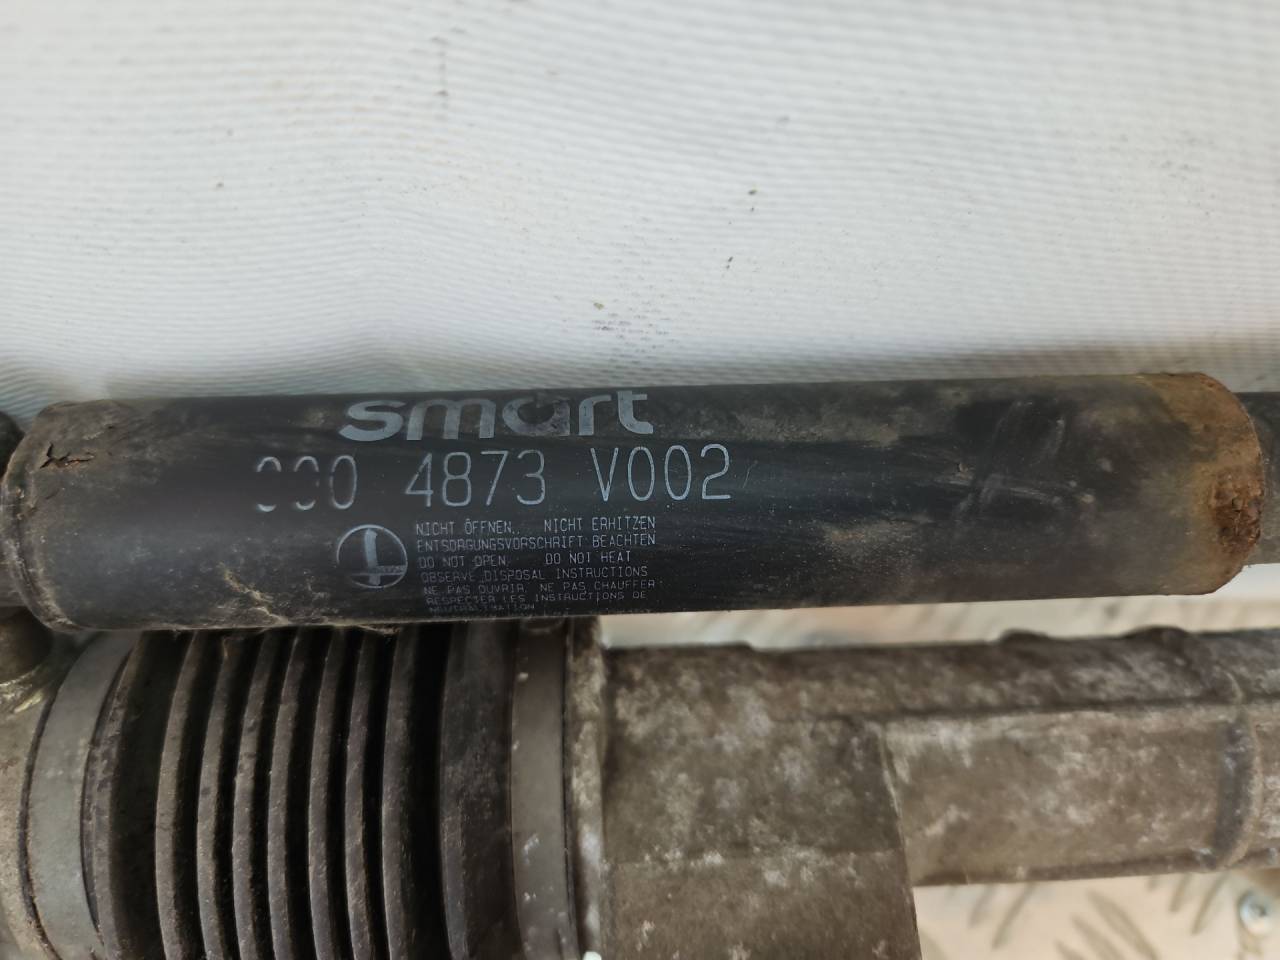 smart
000 4873 V002
NICHT ÖFFNEN. NICHT ERHITZEN
ENTSORGUNGSVORSCHRIFT BEACHTEN
DO NOT OPEN. DO NOT HEAT
OBSERVE DISPOSAL INSTRUCTIONS
NE PAS OUVRIR. NE PAS CHAUFFER
RESPECTER LES INSTRUCTIONS DE
NEUTRALISATION